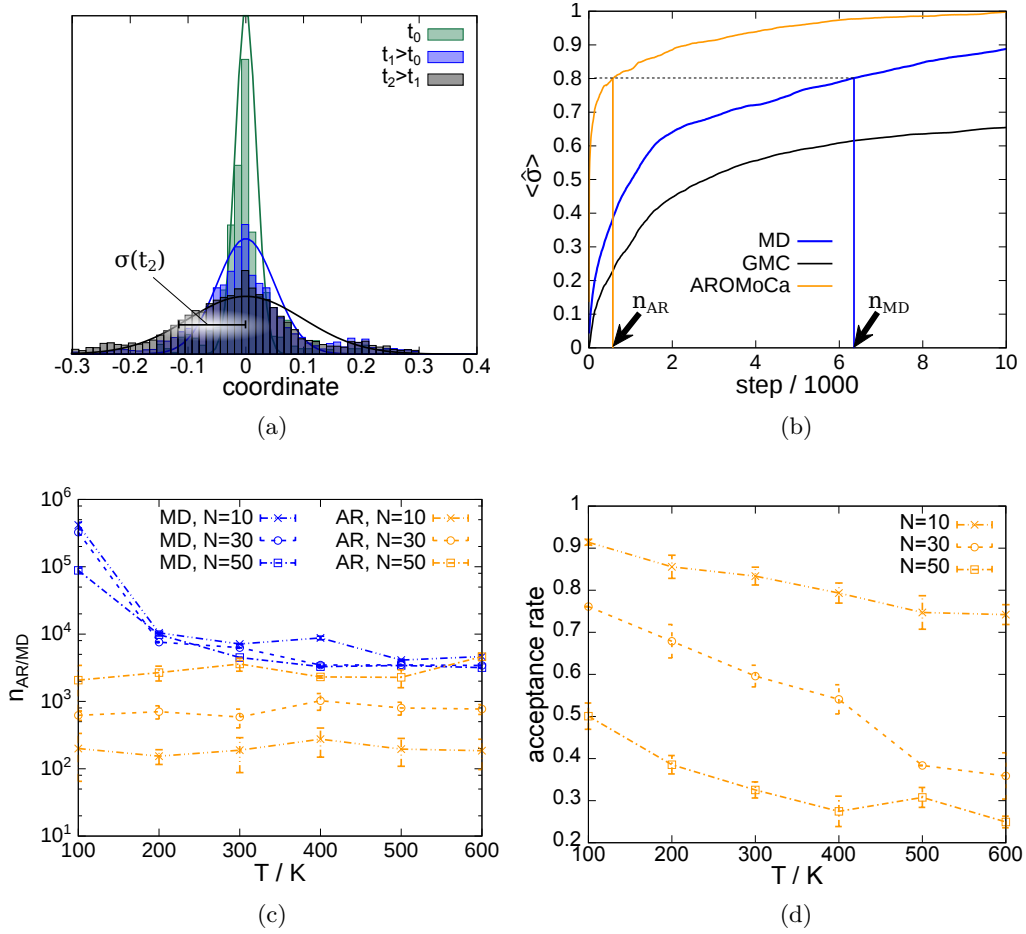 t0
t1>t0
t2>t1
σ(t2)
-0.3 -0.2 -0.1 0 0.1 0.2 0.3 0.4
coordinate
(a)
1
0.9
0.8
0.7
0.6
0.5
0.4
0.3
0.2
0.1
0
<σ̂>
MD
GMC
AROMoCa
nAR
nMD
0 2 4 6 8 10
step / 1000
(b)
10^6
10^5
10^4
10^3
10^2
10^1
nAR/MD
MD, N=10
MD, N=30
MD, N=50
AR, N=10
AR, N=30
AR, N=50
100 200 300 400 500 600
T / K
(c)
1
0.9
0.8
0.7
0.6
0.5
0.4
0.3
0.2
acceptance rate
N=10
N=30
N=50
100 200 300 400 500 600
T / K
(d)